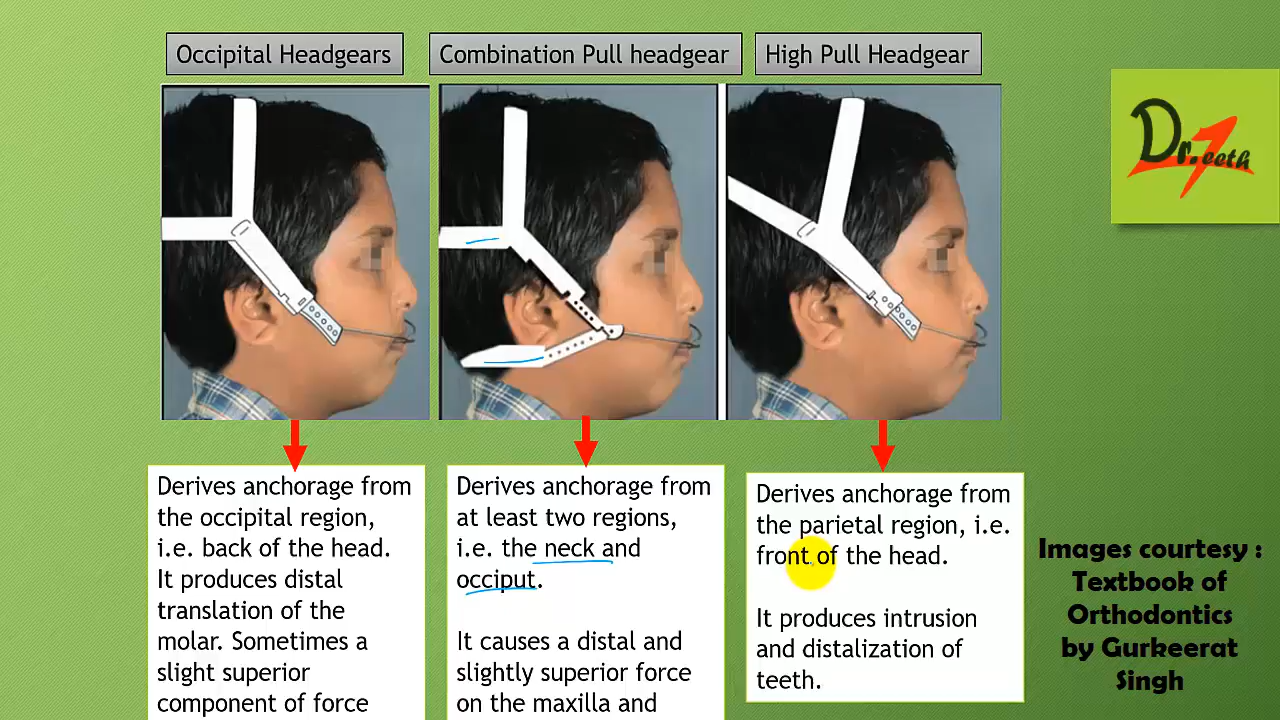 Occipital Headgears
Combination Pull headgear
High Pull Headgear
Dr.eeth
Derives anchorage from
the occipital region,
i.e. back of the head.
It produces distal
translation of the
molar. Sometimes a
slight superior
component of force
Derives anchorage from
at least two regions,
i.e. the neck and
occiput.
It causes a distal and
slightly superior force
on the maxilla and
Derives anchorage from
the parietal region, i.e.
front of the head.
It produces intrusion
and distalization of
teeth.
Images courtesy :
Textbook of
Orthodontics
by Gurkeerat
Singh